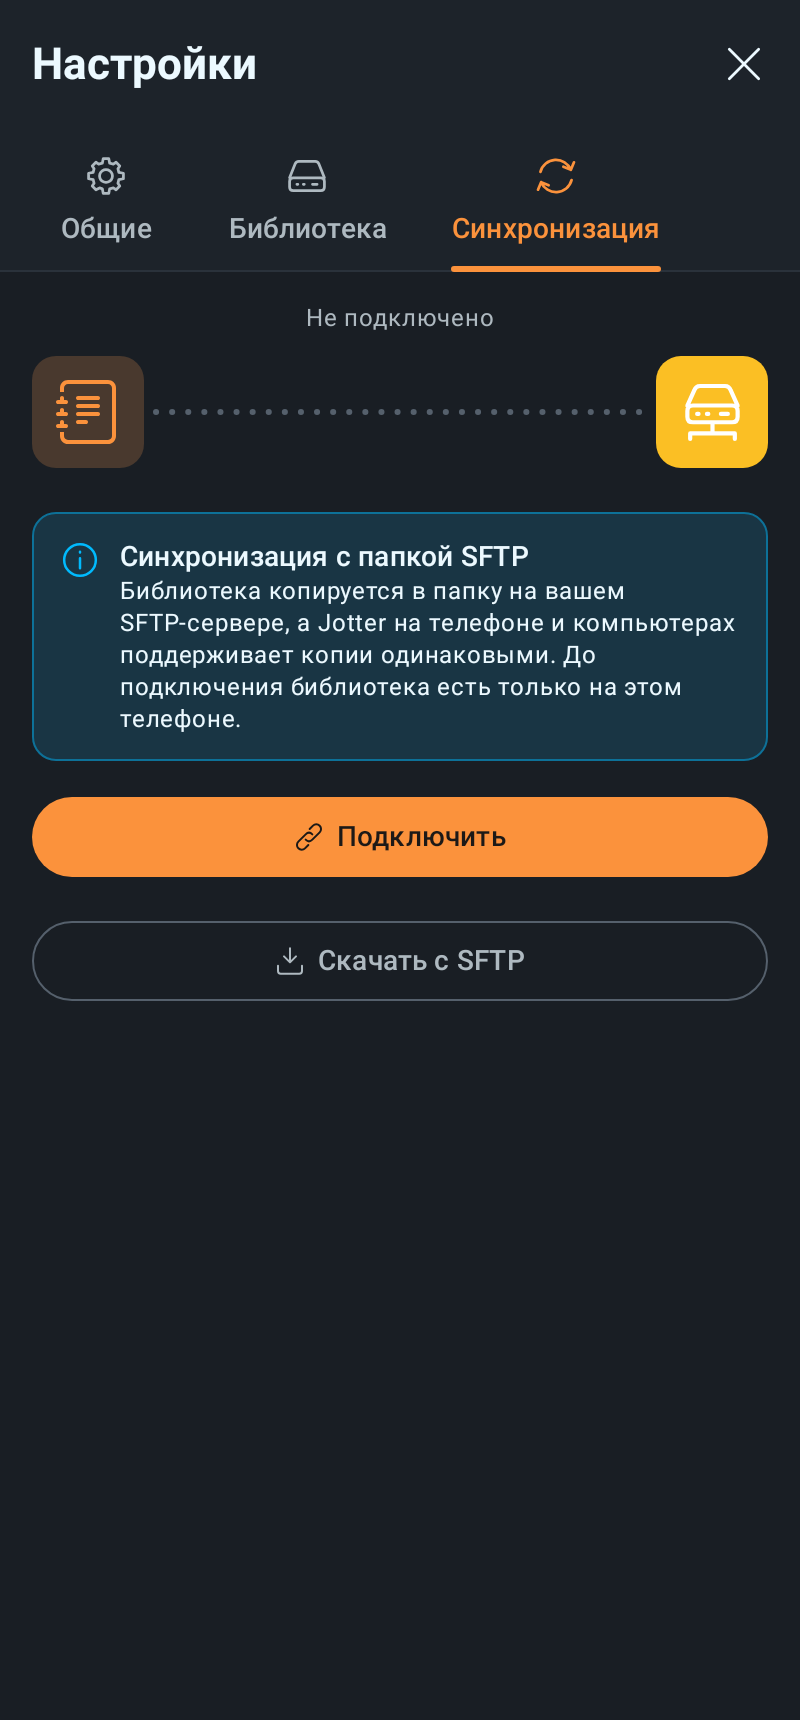 Настройки
Общие
Библиотека
Синхронизация
Не подключено
Синхронизация с папкой SFTP
Библиотека копируется в папку на вашем
SFTP-сервере, а Jotter на телефоне и компьютерах
поддерживает копии одинаковыми. До
подключения библиотека есть только на этом
телефоне.
Подключить
Скачать с SFTP